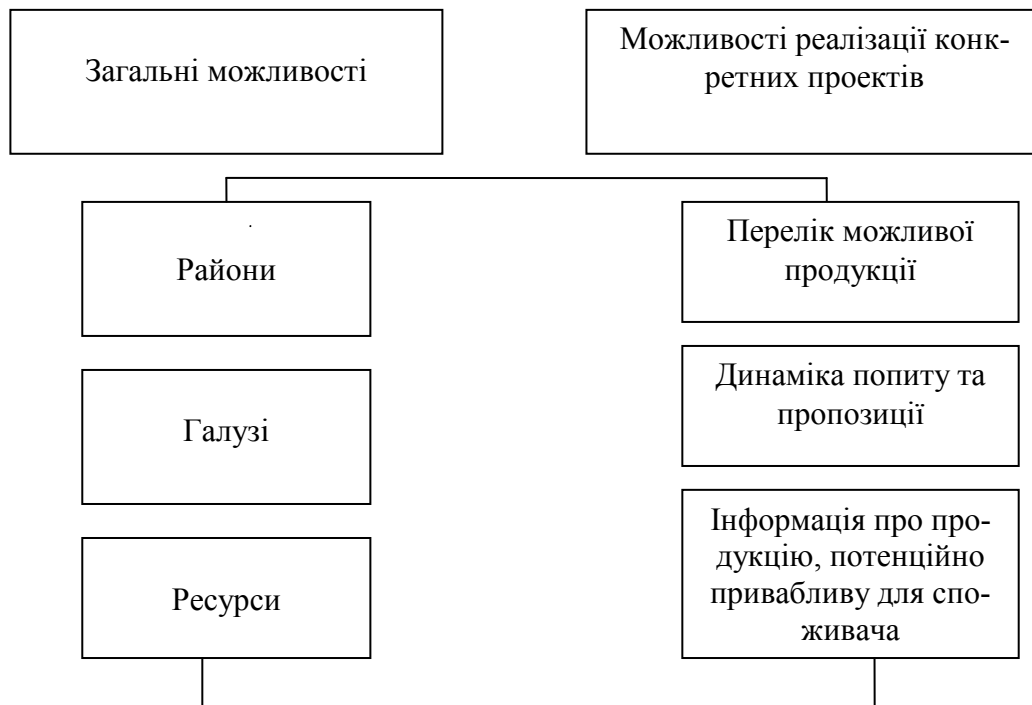 Загальні можливості
Можливості реалізації конк-
ретних проектів
Райони
Перелік можливої
продукції
Галузі
Динаміка попиту та
пропозиції
Ресурси
Інформація про про-
дукцію, потенційно
привабливу для спо-
живача